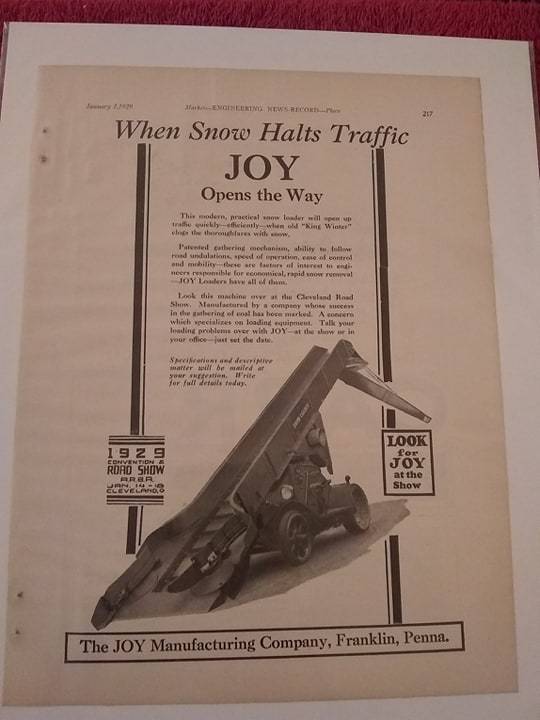 January 3, 1929
Markets—ENGINEERING NEWS-RECORD—Place
217
When Snow Halts Traffic
JOY
Opens the Way
This modern, practical snow loader will open up
traffic quickly—efficiently—when old "King Winter"
clogs the thoroughfares with snow.
Patented gathering mechanism, ability to follow
road undulations, speed of operation, ease of control
and mobility—these are factors of interest to engi-
neers responsible for economical, rapid snow removal
—JOY Loaders have all of them.
Look this machine over at the Cleveland Road
Show. Manufactured by a company whose success
in the gathering of coal has been marked. A concern
which specializes on loading equipment. Talk your
loading problems over with JOY—at the show or in
your office—just set the date.
Specifications and descriptive
matter will be mailed at
your suggestion. Write
for full details today.
1929
CONVENTION &
ROAD SHOW
A.R.B.A.
JAN. 14-18
CLEVELAND, O
LOOK
for
JOY
at the
Show
The JOY Manufacturing Company, Franklin, Penna.